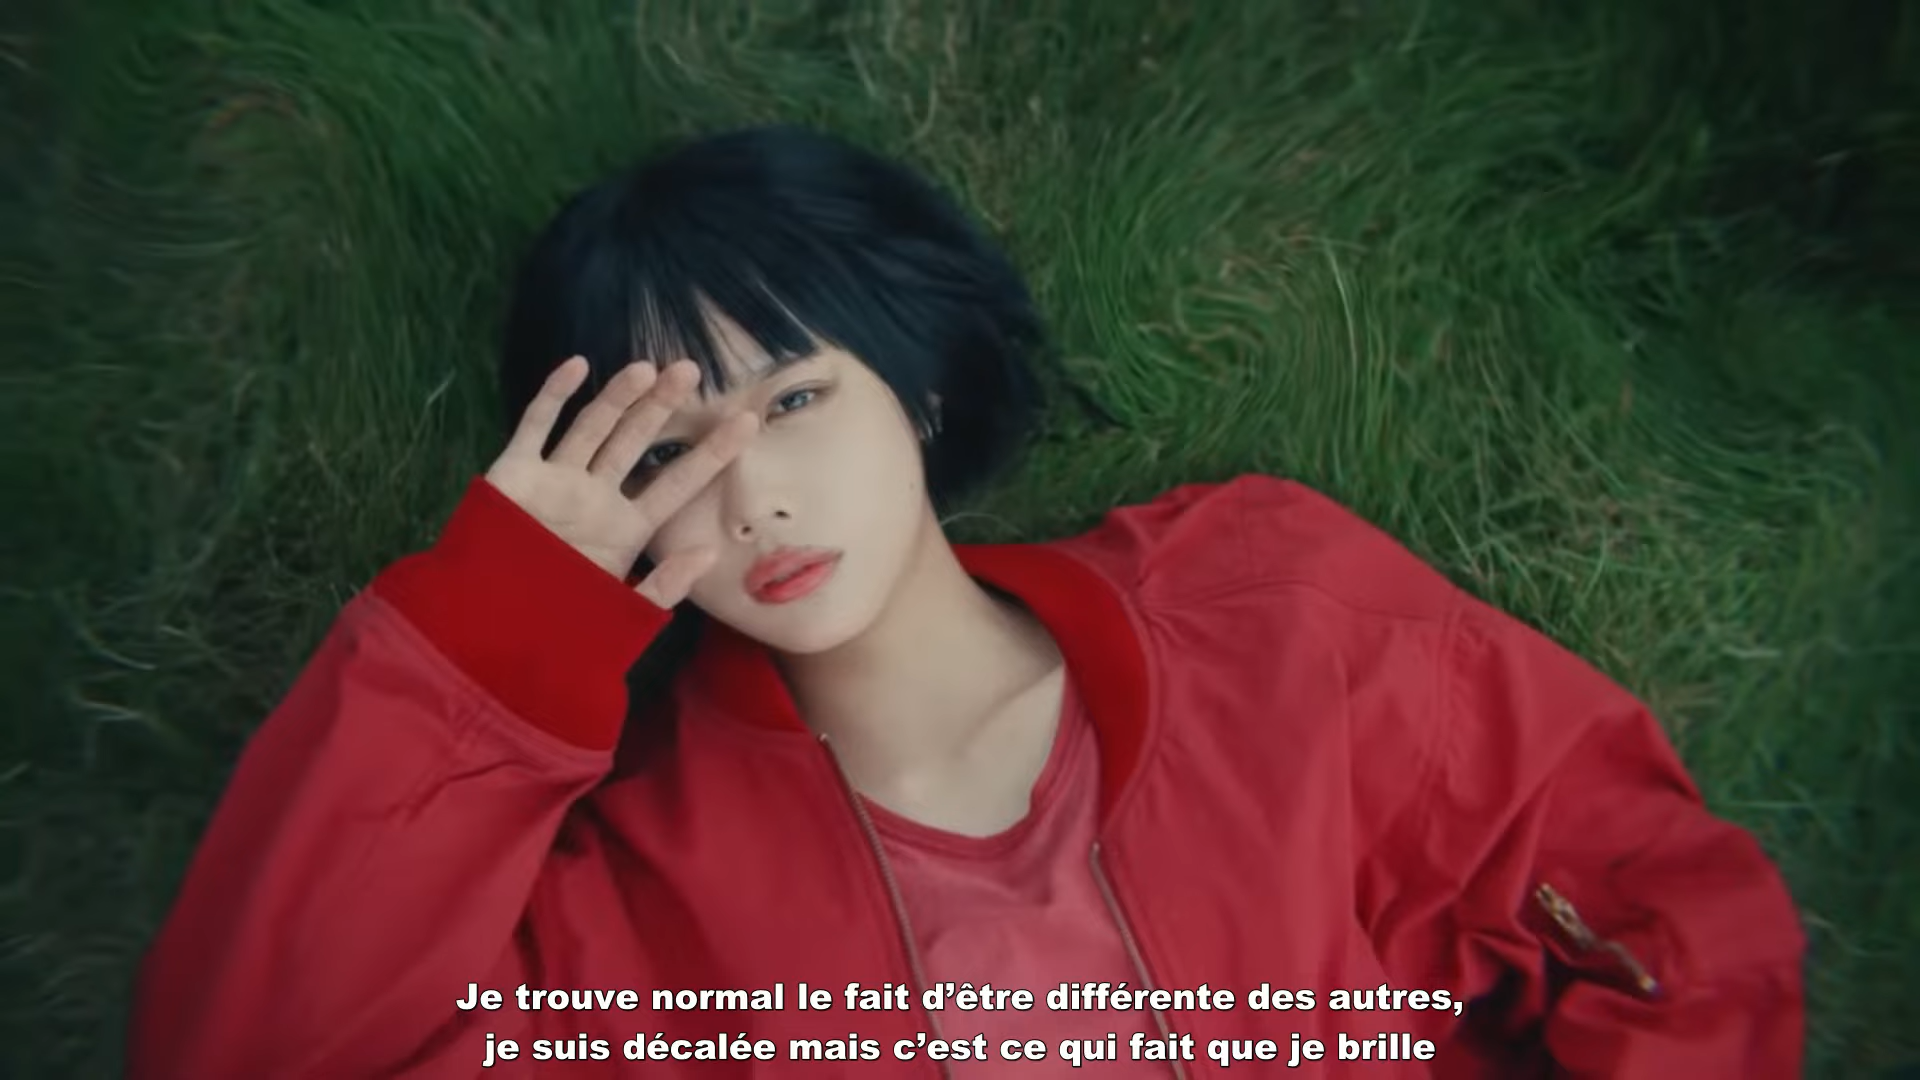 Je trouve normal le fait d’être différente des autres,
je suis décalée mais c’est ce qui fait que je brille